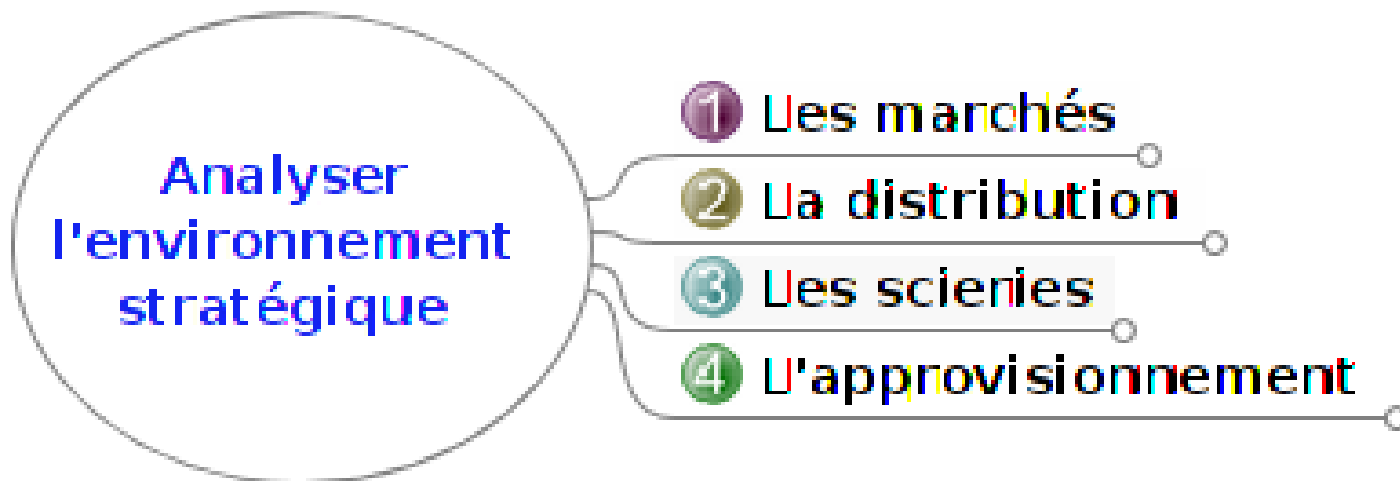 Analyser
l'environnement
stratégique
1 Les marchés
2 La distribution
3 Les scieries
4 L'approvisionnement